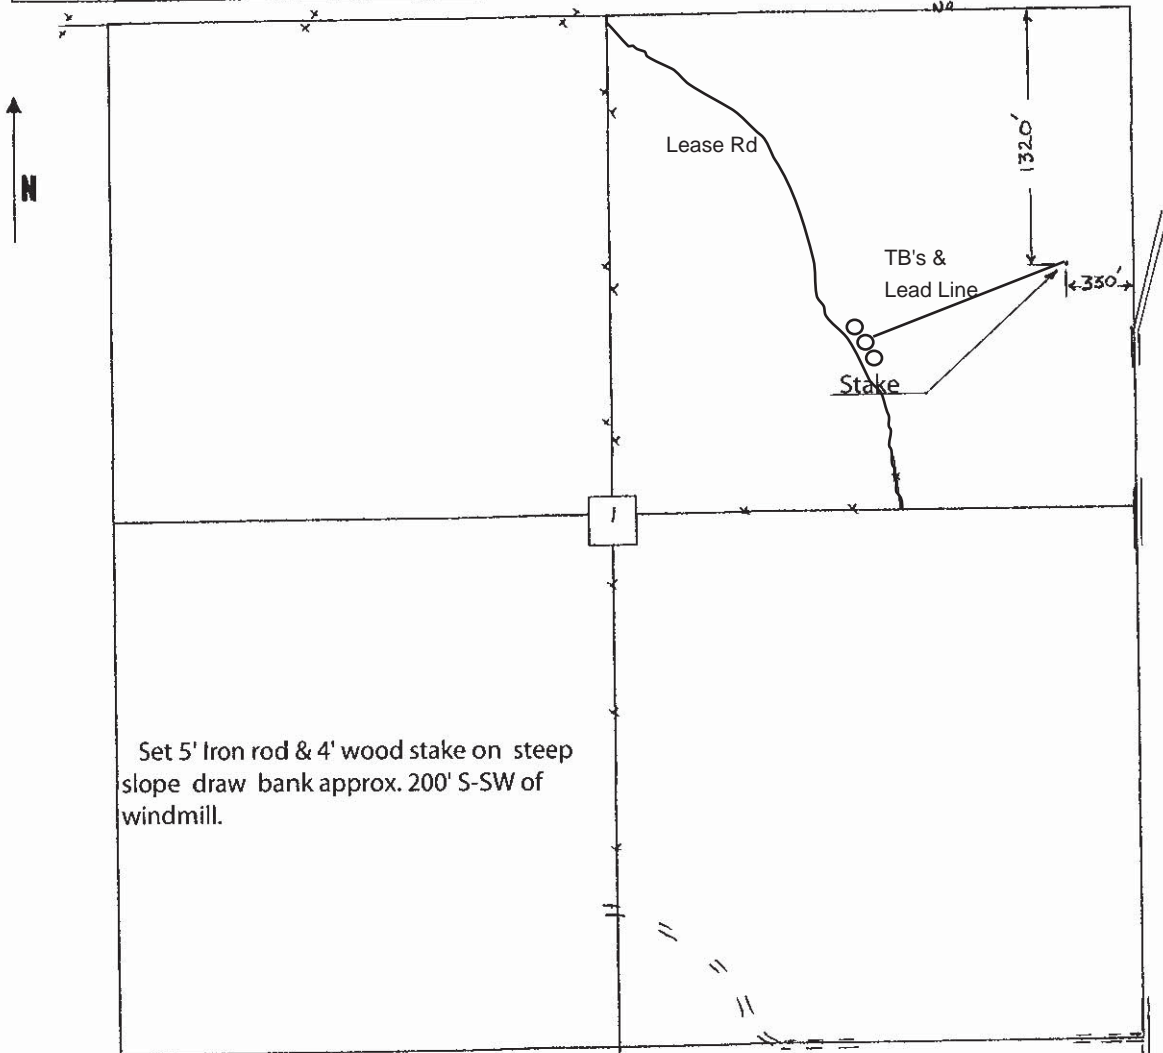 N
Lease Rd
1320'
TB's &
Lead Line
330'
Stake
1
Set 5' Iron rod & 4' wood stake on steep
slope draw bank approx. 200' S-SW of
windmill.